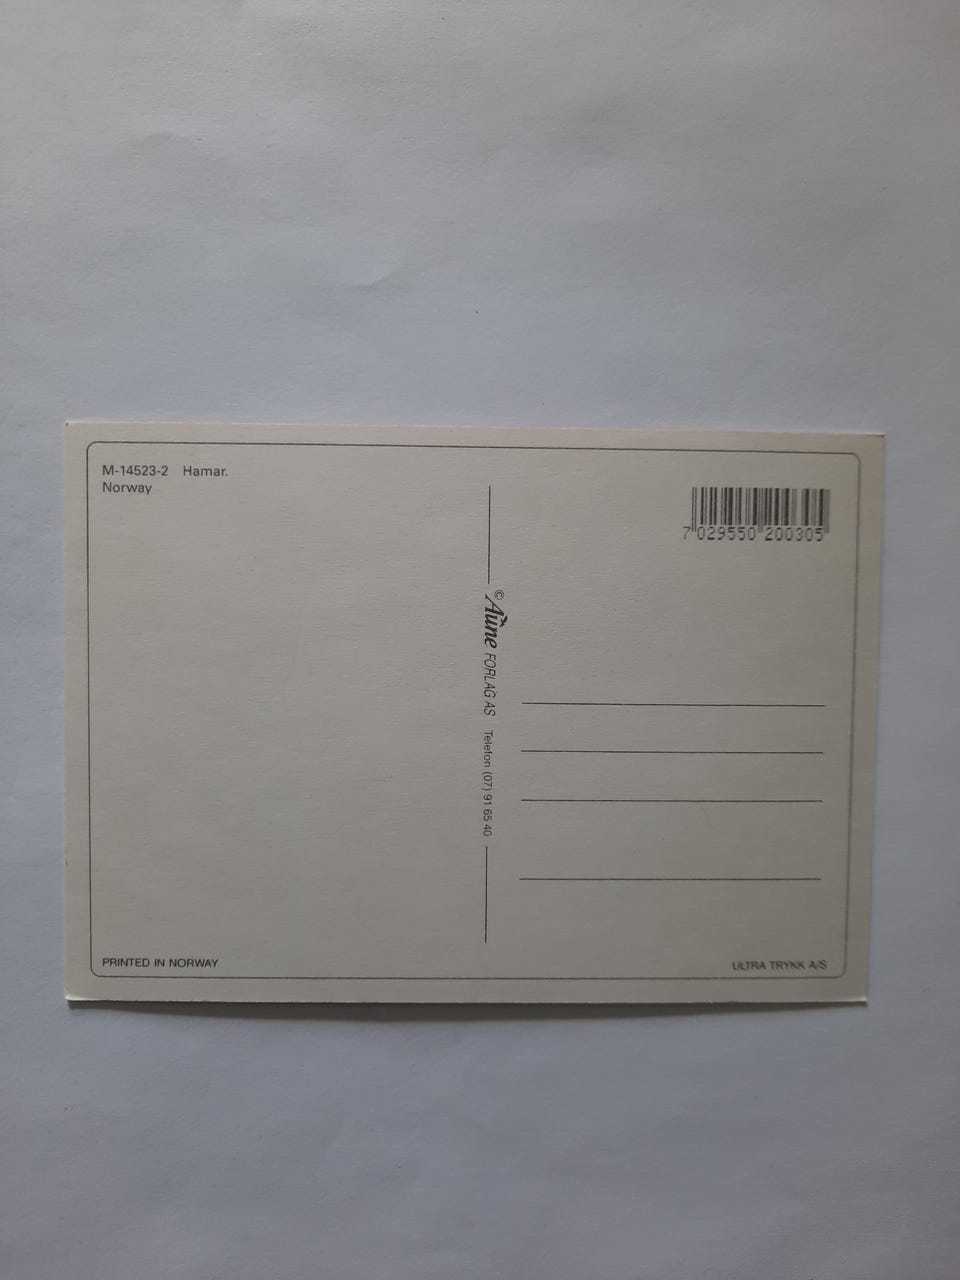 M-14523-2 Hamar.
Norway
7 029550 200305
© Aune FORLAG AS Telefon (07) 91 65 40
PRINTED IN NORWAY
ULTRA TRYKK A/S